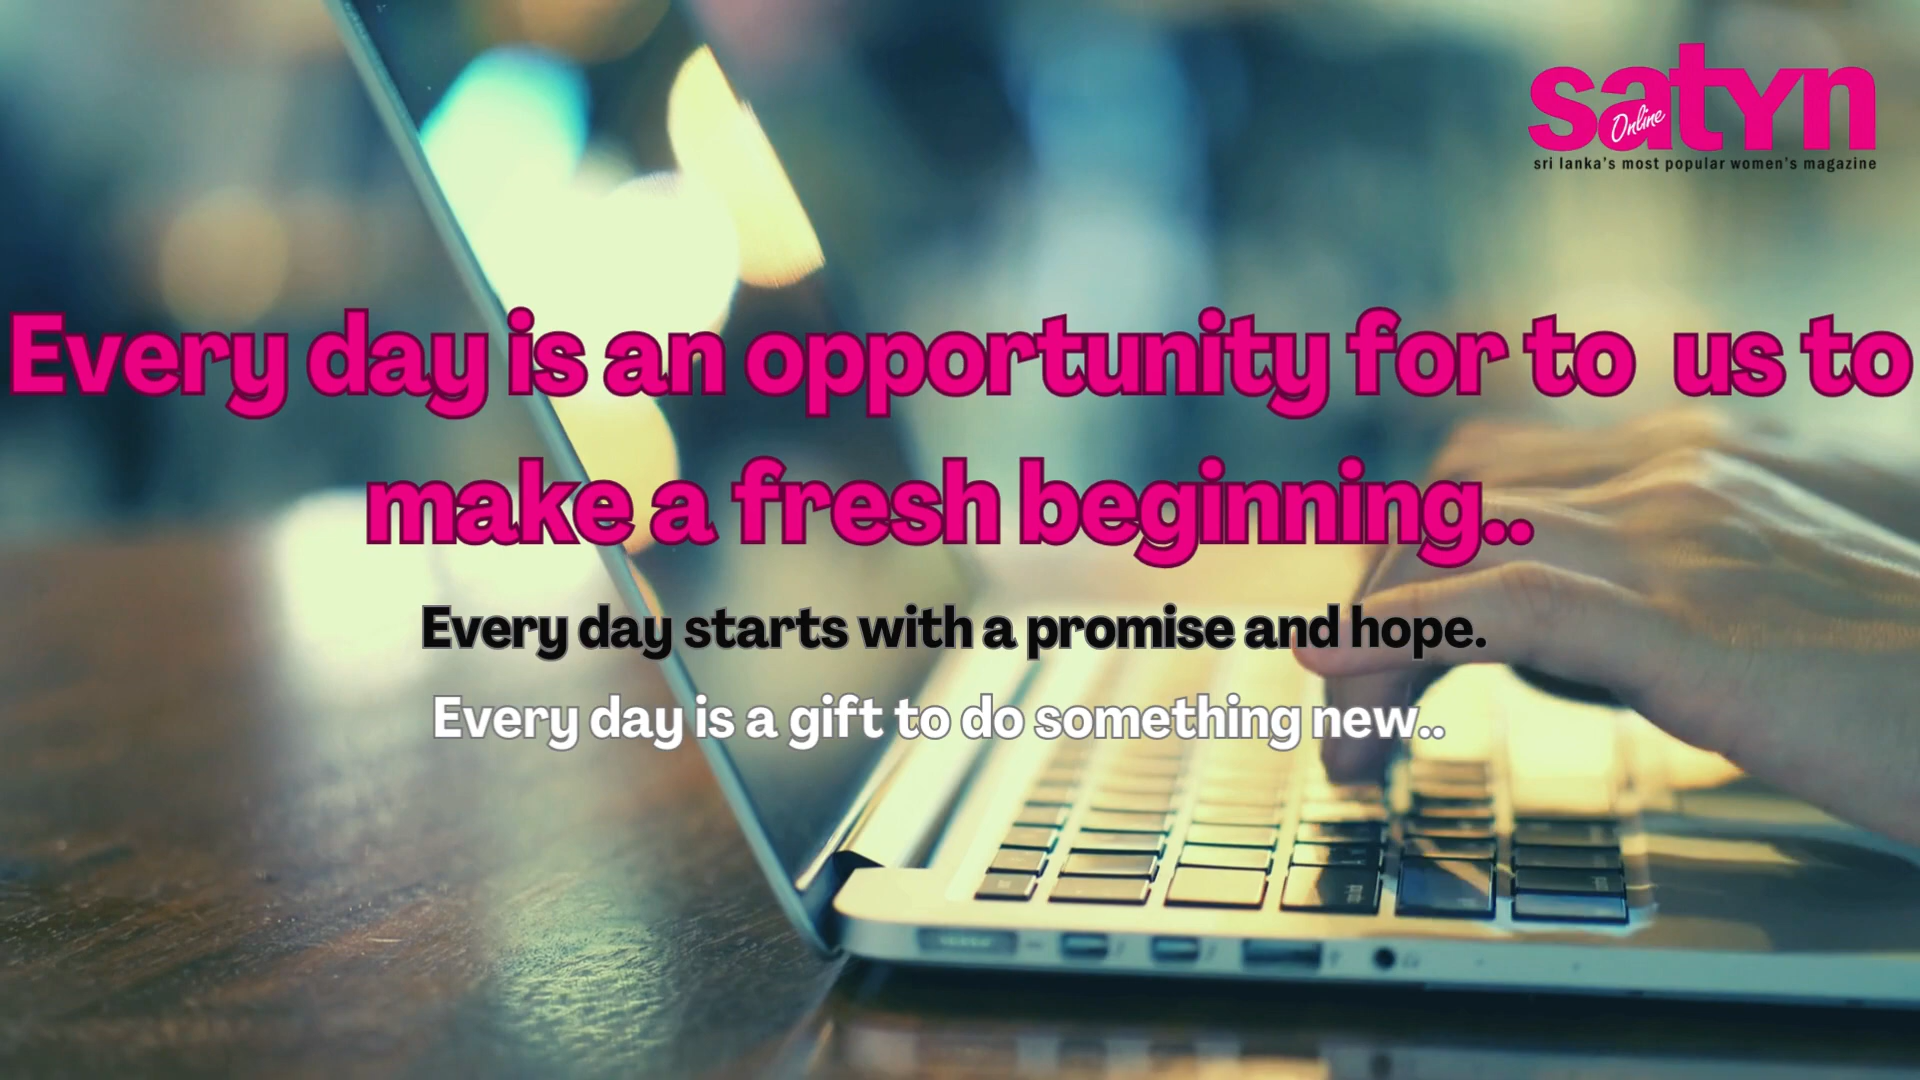 satyn
Online
sri lanka's most popular women's magazine
Every day is an opportunity for to us to
make a fresh beginning..
Every day starts with a promise and hope.
Every day is a gift to do something new..